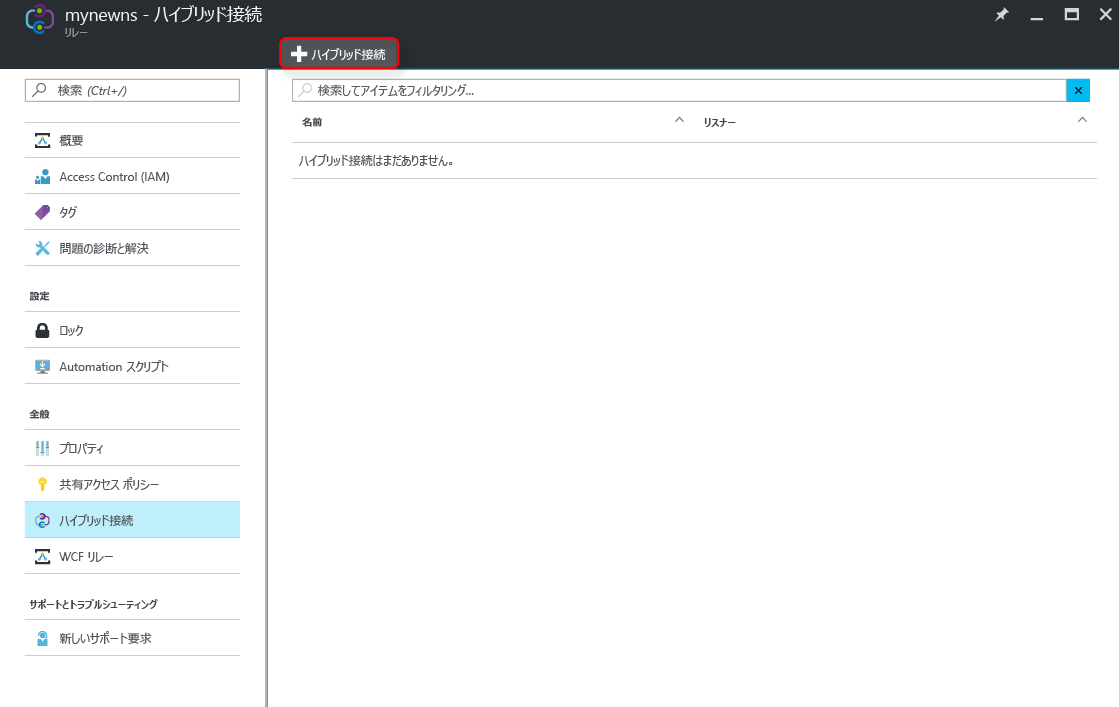 mynewns - ハイブリッド接続
リレー
ハイブリッド接続
検索 (Ctrl+/)
概要
Access Control (IAM)
タグ
問題の診断と解決
設定
ロック
Automation スクリプト
全般
プロパティ
共有アクセス ポリシー
ハイブリッド接続
WCF リレー
サポートとトラブルシューティング
新しいサポート要求
検索してアイテムをフィルタリング...
名前 リスナー
ハイブリッド接続はまだありません。